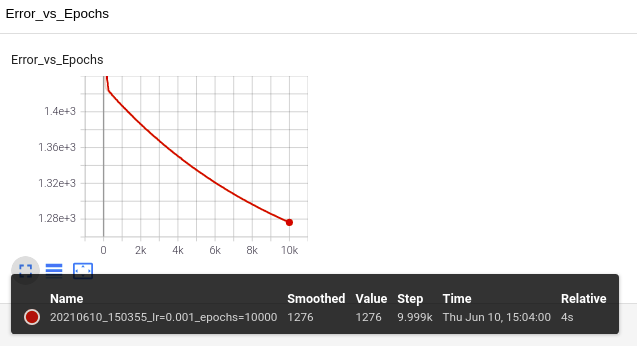 Error_vs_Epochs
Error_vs_Epochs
1.4e+3
1.36e+3
1.32e+3
1.28e+3
0 2k 4k 6k 8k 10k
Name Smoothed Value Step Time Relative
20210610_150355_lr=0.001_epochs=10000 1276 1276 9.999k Thu Jun 10, 15:04:00 4s